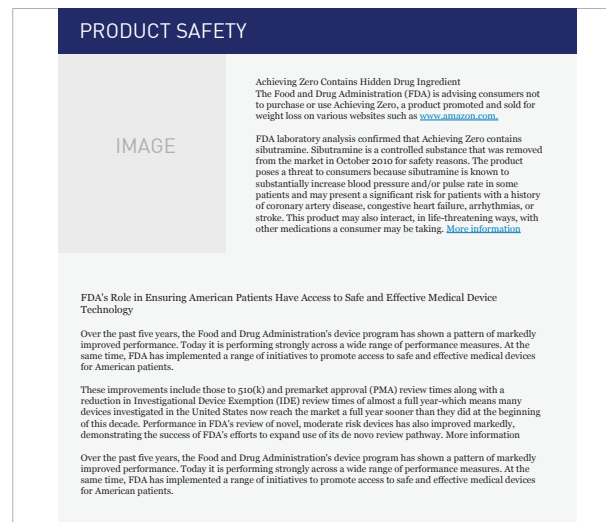 PRODUCT SAFETY
IMAGE
Achieving Zero Contains Hidden Drug Ingredient
The Food and Drug Administration (FDA) is advising consumers not
to purchase or use Achieving Zero, a product promoted and sold for
weight loss on various websites such as www.amazon.com.
FDA laboratory analysis confirmed that Achieving Zero contains
sibutramine. Sibutramine is a controlled substance that was removed
from the market in October 2010 for safety reasons. The product
poses a threat to consumers because sibutramine is known to
substantially increase blood pressure and/or pulse rate in some
patients and may present a significant risk for patients with a history
of coronary artery disease, congestive heart failure, arrhythmias, or
stroke. This product may also interact, in life-threatening ways, with
other medications a consumer may be taking. More information
FDA's Role in Ensuring American Patients Have Access to Safe and Effective Medical Device
Technology
Over the past five years, the Food and Drug Administration's device program has shown a pattern of markedly
improved performance. Today it is performing strongly across a wide range of performance measures. At the
same time, FDA has implemented a range of initiatives to promote access to safe and effective medical devices
for American patients.
These improvements include those to 510(k) and premarket approval (PMA) review times along with a
reduction in Investigational Device Exemption (IDE) review times of almost a full year-which means many
devices investigated in the United States now reach the market a full year sooner than they did at the beginning
of this decade. Performance in FDA's review of novel, moderate risk devices has also improved markedly,
demonstrating the success of FDA's efforts to expand use of its de novo review pathway. More information
Over the past five years, the Food and Drug Administration's device program has shown a pattern of markedly
improved performance. Today it is performing strongly across a wide range of performance measures. At the
same time, FDA has implemented a range of initiatives to promote access to safe and effective medical devices
for American patients.